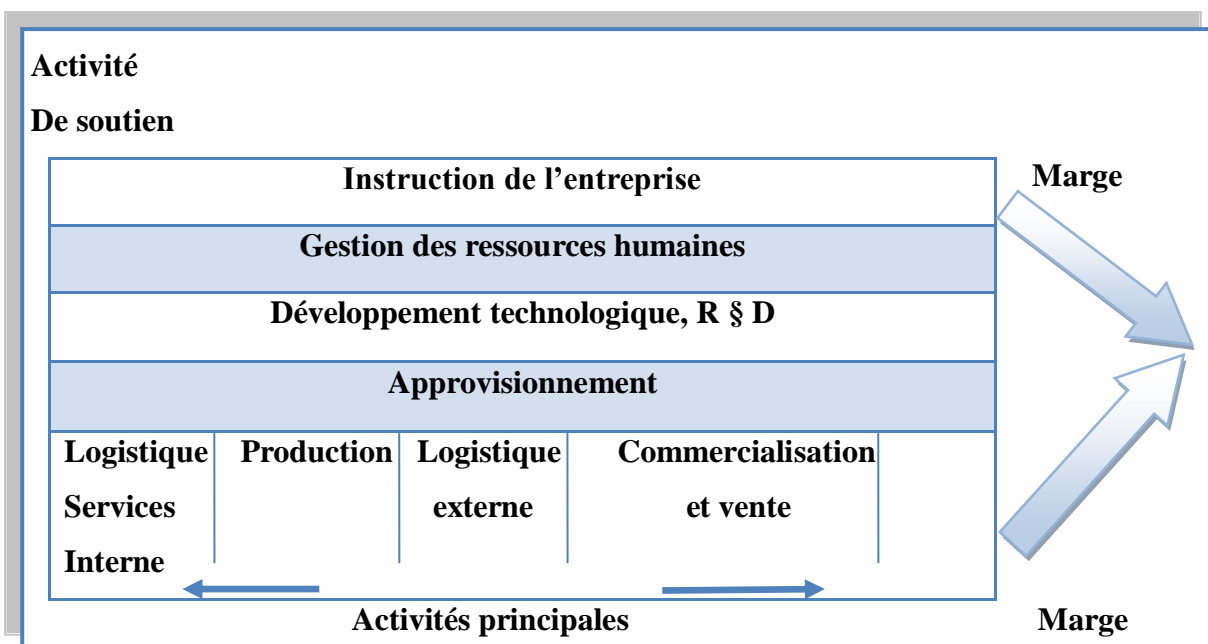 Activité
De soutien
Instruction de l’entreprise
Marge
Gestion des ressources humaines
Développement technologique, R § D
Approvisionnement
Logistique Production Logistique Commercialisation
Services externe et vente
Interne
Activités principales
Marge